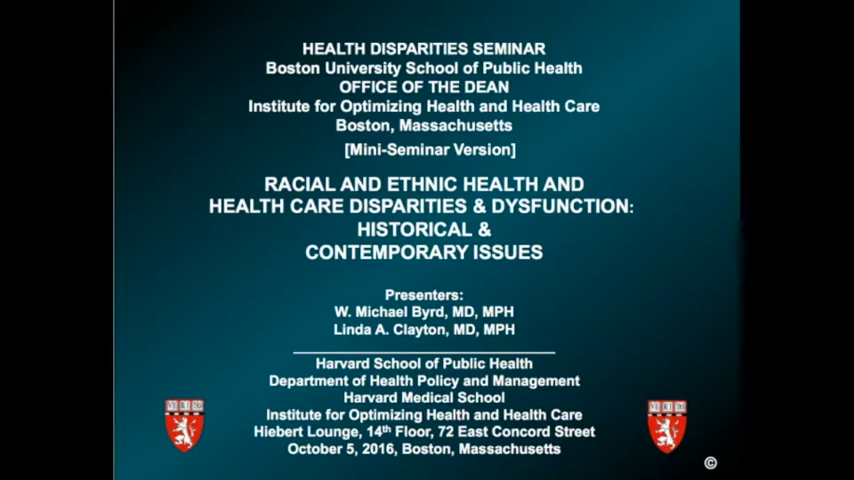 HEALTH DISPARITIES SEMINAR
Boston University School of Public Health
OFFICE OF THE DEAN
Institute for Optimizing Health and Health Care
Boston, Massachusetts
[Mini-Seminar Version]
RACIAL AND ETHNIC HEALTH AND
HEALTH CARE DISPARITIES & DYSFUNCTION:
HISTORICAL &
CONTEMPORARY ISSUES
Presenters:
W. Michael Byrd, MD, MPH
Linda A. Clayton, MD, MPH
Harvard School of Public Health
Department of Health Policy and Management
Harvard Medical School
Institute for Optimizing Health and Health Care
Hiebert Lounge, 14th Floor, 72 East Concord Street
October 5, 2016, Boston, Massachusetts
©